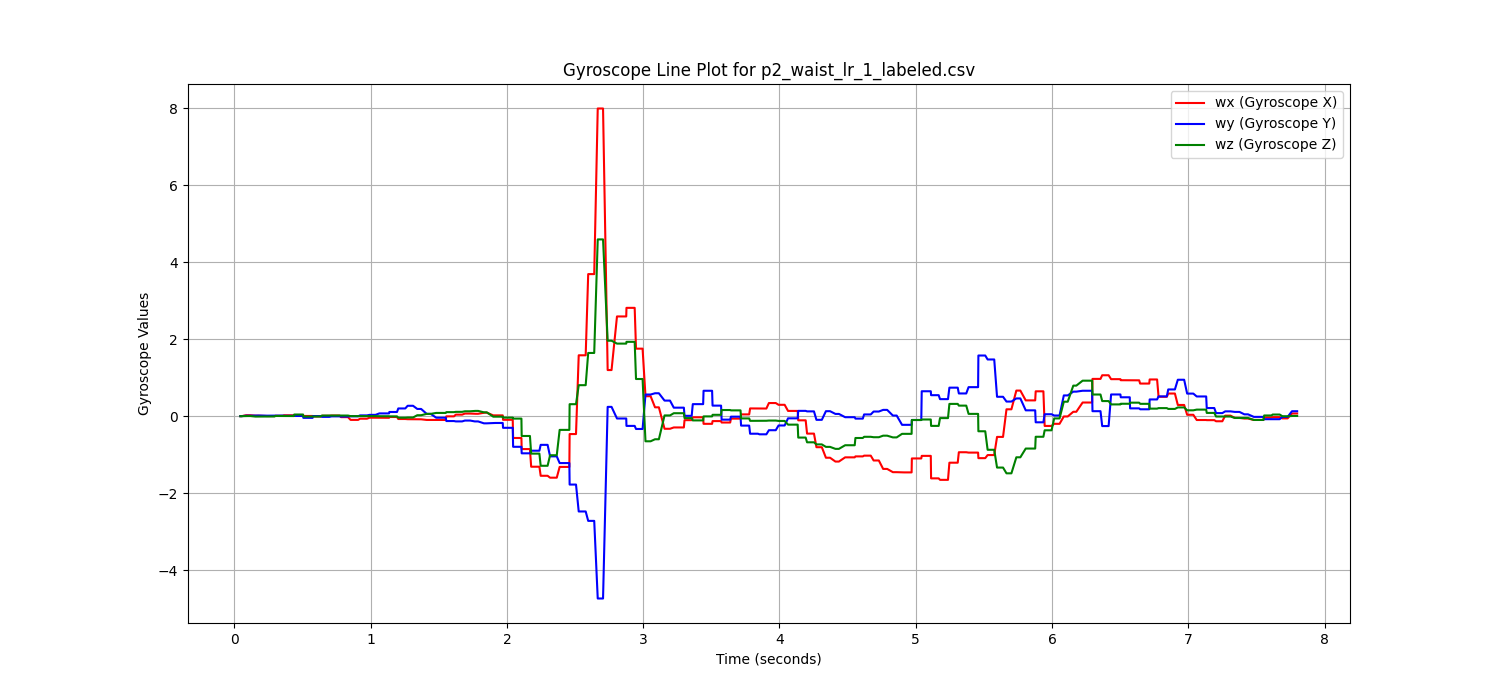 Gyroscope Line Plot for p2_waist_lr_1_labeled.csv
wx (Gyroscope X)
wy (Gyroscope Y)
wz (Gyroscope Z)
Gyroscope Values
8
6
4
2
0
−2
−4
0 1 2 3 4 5 6 7 8
Time (seconds)